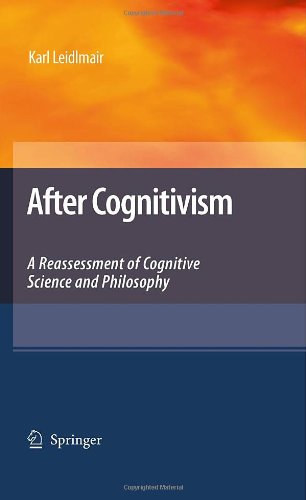 Karl Leidlmair
After Cognitivism
A Reassessment of Cognitive
Science and Philosophy
Springer